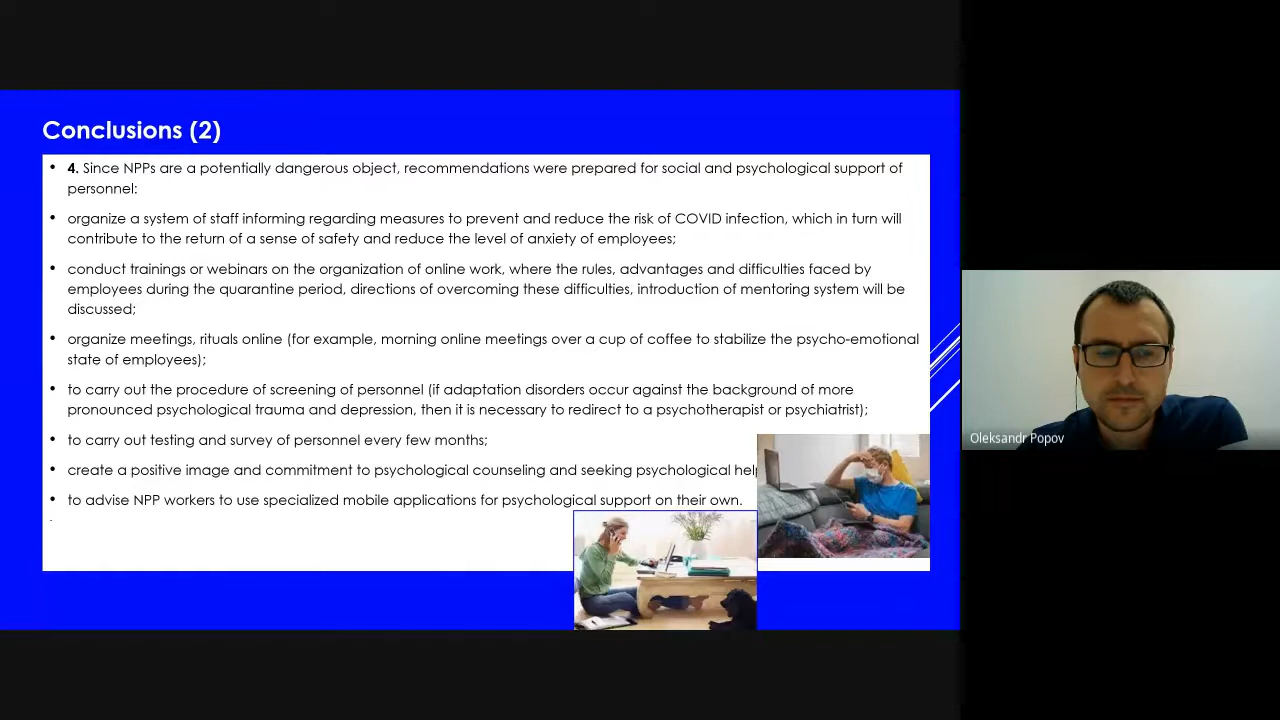 Conclusions (2)
• 4. Since NPPs are a potentially dangerous object, recommendations were prepared for social and psychological support of
personnel:
• organize a system of staff informing regarding measures to prevent and reduce the risk of COVID infection, which in turn will
contribute to the return of a sense of safety and reduce the level of anxiety of employees;
• conduct trainings or webinars on the organization of online work, where the rules, advantages and difficulties faced by
employees during the quarantine period, directions of overcoming these difficulties, introduction of mentoring system will be
discussed;
• organize meetings, rituals online (for example, morning online meetings over a cup of coffee to stabilize the psycho-emotional
state of employees);
• to carry out the procedure of screening of personnel (if adaptation disorders occur against the background of more
pronounced psychological trauma and depression, then it is necessary to redirect to a psychotherapist or psychiatrist);
• to carry out testing and survey of personnel every few months;
• create a positive image and commitment to psychological counseling and seeking psychological
• to advise NPP workers to use specialized mobile applications for psychological support on their own.
Oleksandr Popov